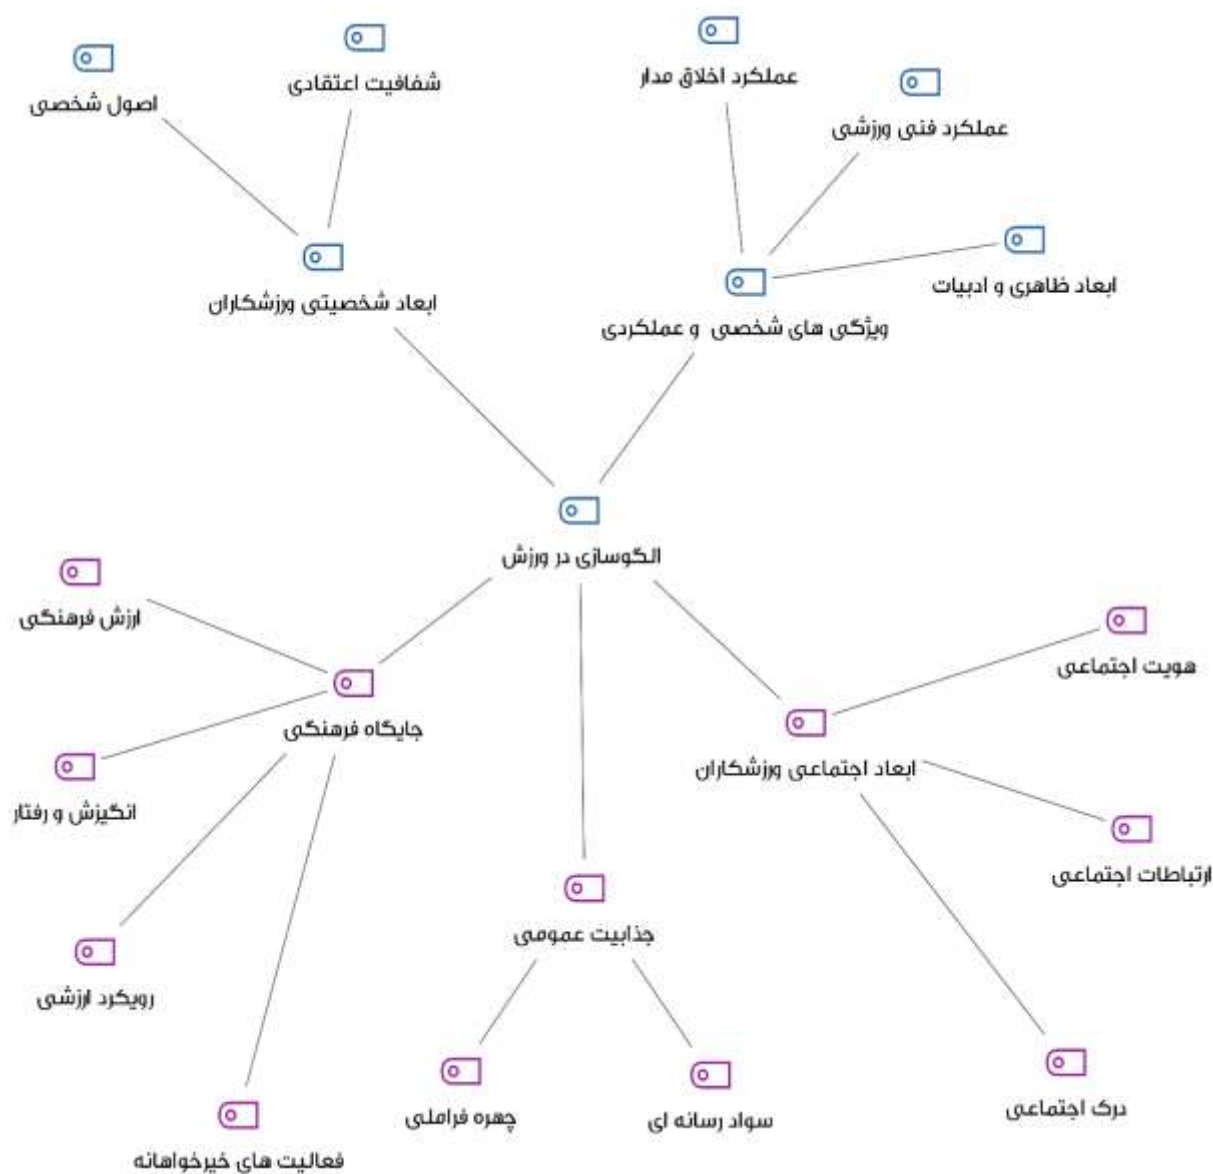 عملکرد اخلاق مدار
شفافیت اعتقادی
اصول شخصی
عملکرد فنی ورزشی
ابعاد ظاهری و ادبیات
ویژگی های شخصی و عملکردی
ابعاد شخصیتی ورزشکاران
الگوسازی در ورزش
ارزش فرهنگی
هویت اجتماعی
جایگاه فرهنگی
ابعاد اجتماعی ورزشکاران
انگیزش و رفتار
ارتباطات اجتماعی
جذابیت عمومی
رویکرد ارزشی
درک اجتماعی
سواد رسانه ای
چهره فراملی
فعالیت های خیرخواهانه